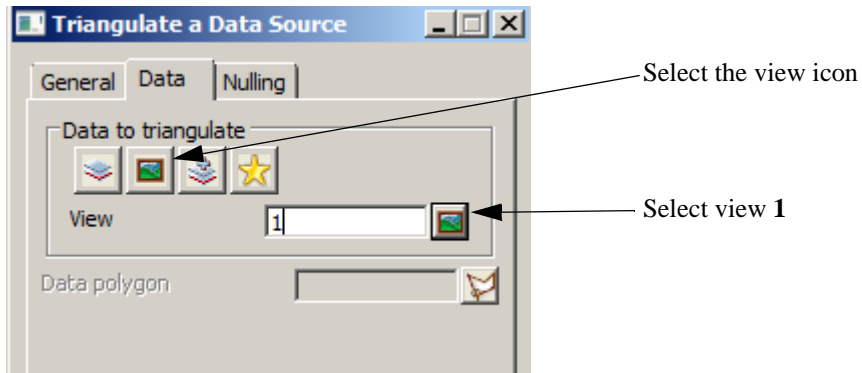 Triangulate a Data Source
General Data Nulling
Select the view icon
Data to triangulate
View 1
Select view 1
Data polygon